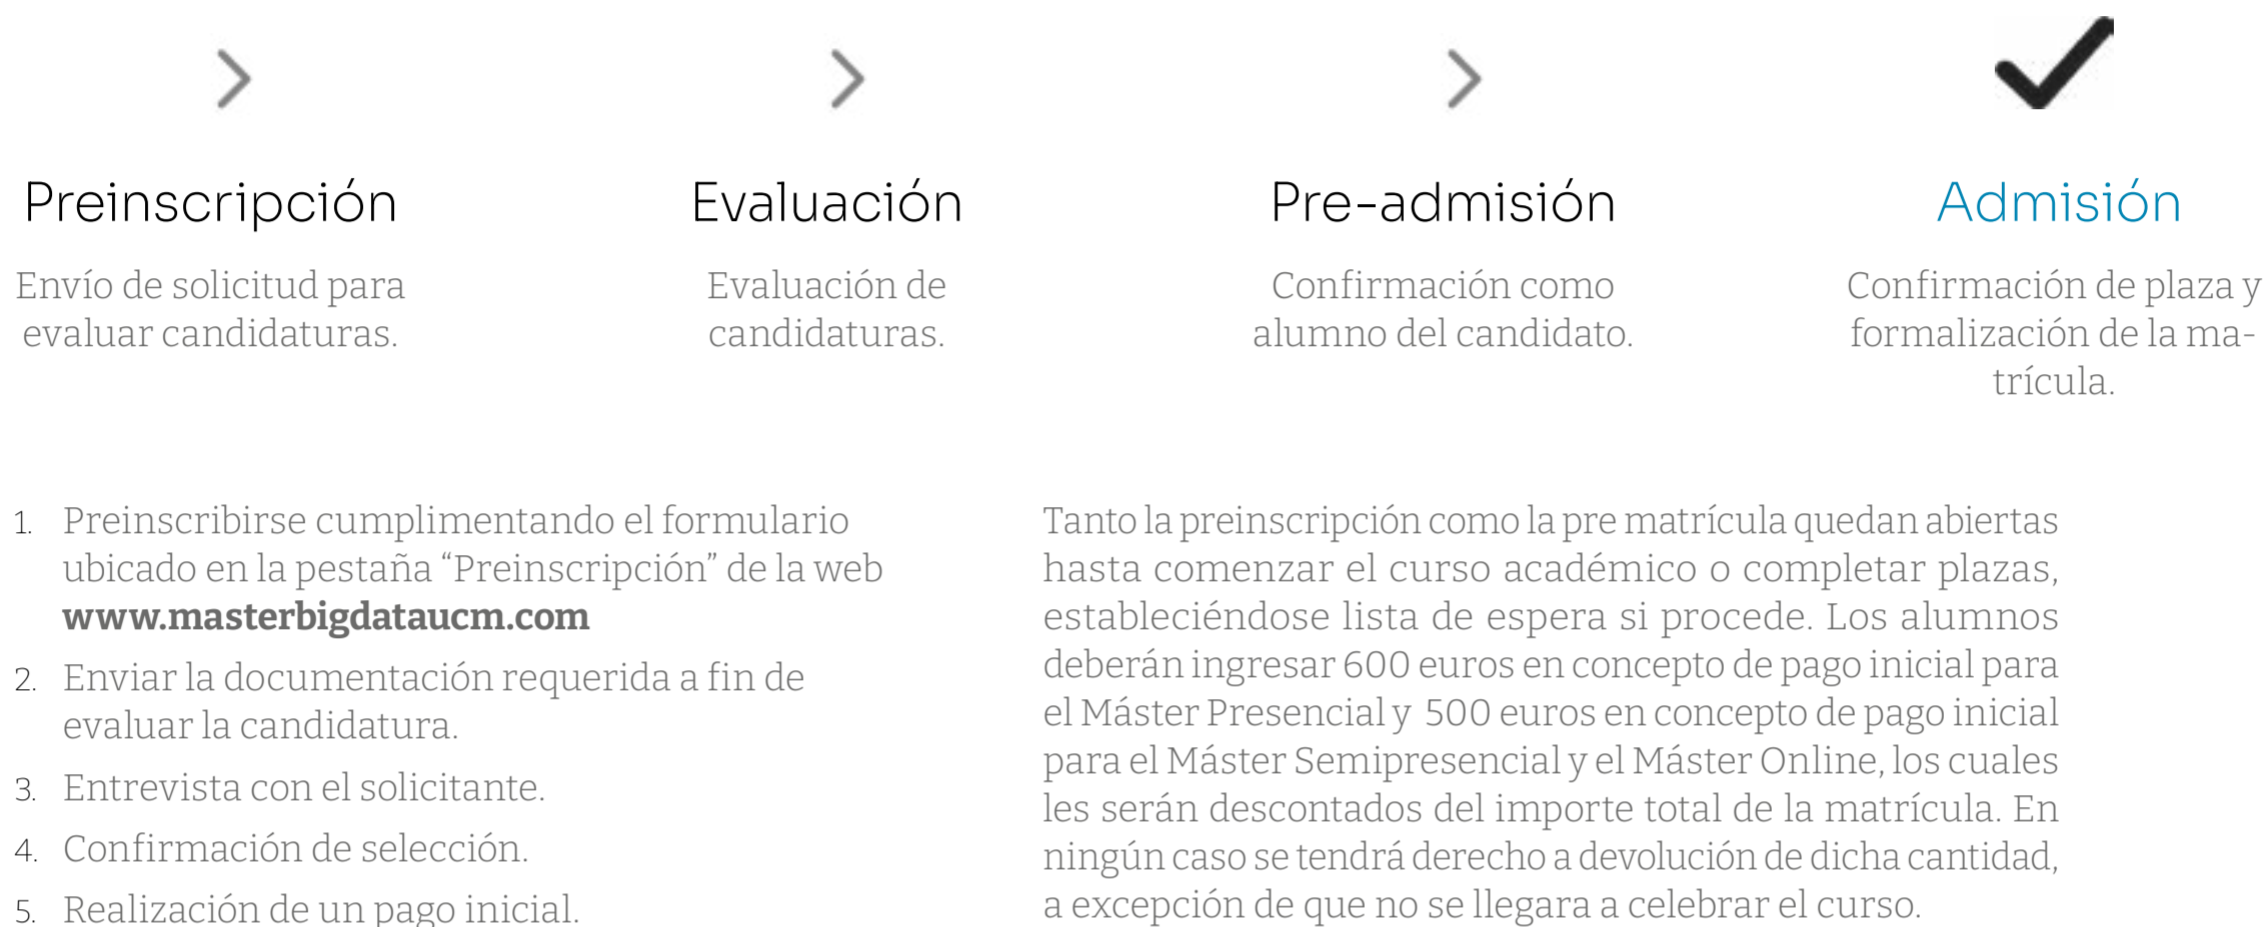 Preinscripción
Envío de solicitud para
evaluar candidaturas.
Evaluación
Evaluación de
candidaturas.
Pre-admisión
Confirmación como
alumno del candidato.
Admisión
Confirmación de plaza y
formalización de la ma-
trícula.
1. Preinscribirse cumplimentando el formulario
ubicado en la pestaña “Preinscripción” de la web
www.masterbigdataucm.com
2. Enviar la documentación requerida a fin de
evaluar la candidatura.
3. Entrevista con el solicitante.
4. Confirmación de selección.
5. Realización de un pago inicial.
Tanto la preinscripción como la pre matrícula quedan abiertas
hasta comenzar el curso académico o completar plazas,
estableciéndose lista de espera si procede. Los alumnos
deberán ingresar 600 euros en concepto de pago inicial para
el Máster Presencial y 500 euros en concepto de pago inicial
para el Máster Semipresencial y el Máster Online, los cuales
les serán descontados del importe total de la matrícula. En
ningún caso se tendrá derecho a devolución de dicha cantidad,
a excepción de que no se llegara a celebrar el curso.